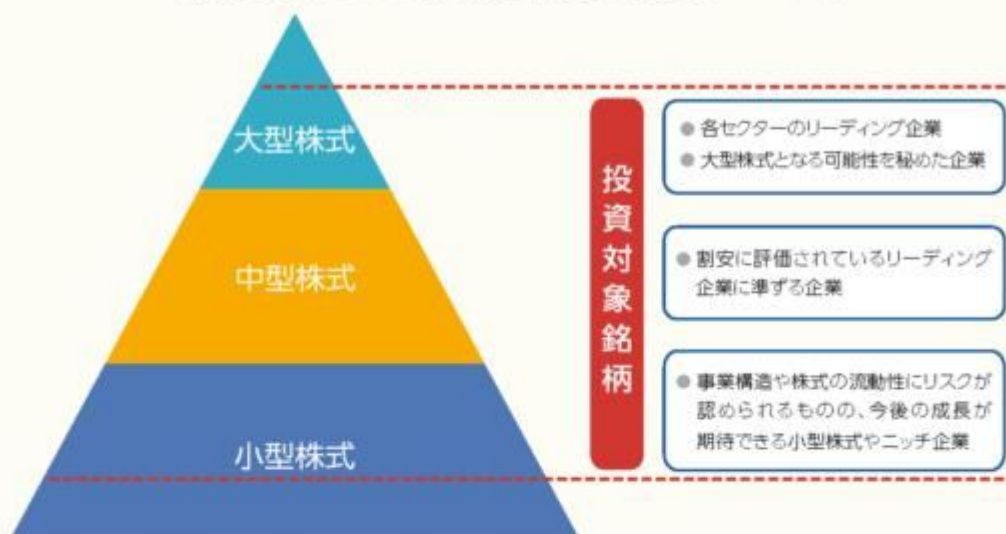 大型株式
中型株式
小型株式
投資対象銘柄
● 各セクターのリーディング企業
● 大型株式となる可能性を秘めた企業
● 割安に評価されているリーディング
企業に準ずる企業
● 事業構造や株式の流動性にリスクが
認められるものの、今後の成長が
期待できる小型株式やニッチ企業